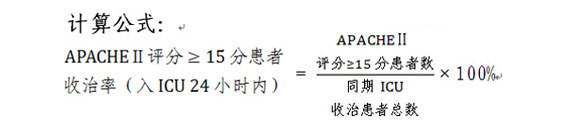 计算公式：
APACHEⅡ评分≥15分患者
收治率（入ICU 24小时内）
=
APACHEⅡ
评分≥15分患者数
同期 ICU
收治患者总数
× 100%